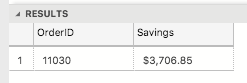 RESULTS
OrderID Savings
1 11030 $3,706.85